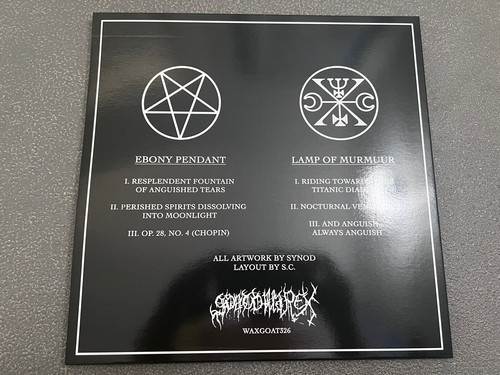 EBONY PENDANT
I. RESPLENDENT FOUNTAIN
OF ANGUISHED TEARS
II. PERISHED SPIRITS DISSOLVING
INTO MOONLIGHT
III. OP. 28, NO. 4 (CHOPIN)
LAMP OF MURMUUR
I. RIDING
TITANIC
II. NOCTURNAL
III. AND ANGUISH,
ALWAYS ANGUISH
ALL ARTWORK BY SYNOD
LAYOUT BY S.C.
WAXGOAT326